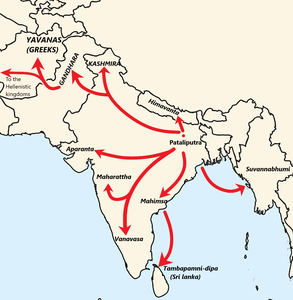 YAVANAS
(GREEKS)
To the
Hellenistic
kingdoms
GANDHARA
KASHMIRA
Himavanta
Pataliputra
Aparanta
Suvannabhumi
Maharattha
Mahimsa
Vanavasa
Tambapamni-dipa
(Sri lanka)